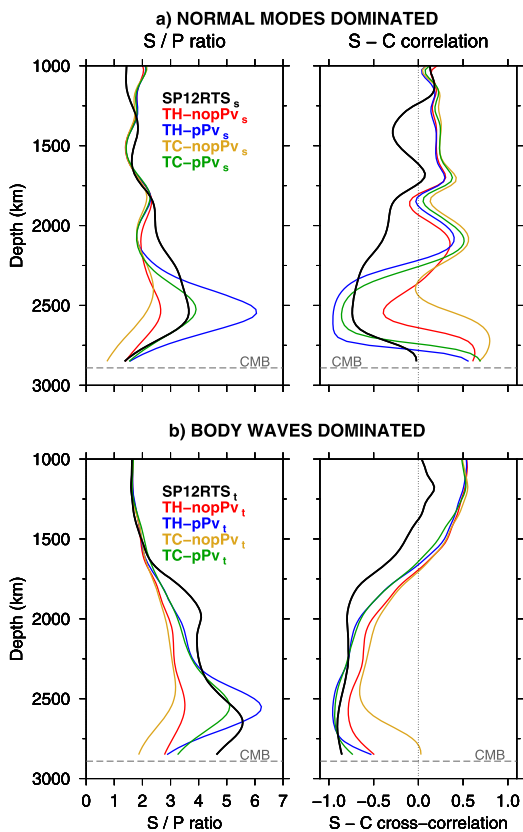 a) NORMAL MODES DOMINATED
S / P ratio
S – C correlation
1000
1500
2000
2500
3000
Depth (km)
SP12RTSs
TH–nopPvs
TH–pPvs
TC–nopPvs
TC–pPvs
CMB
CMB
b) BODY WAVES DOMINATED
1000
1500
2000
2500
3000
Depth (km)
SP12RTSt
TH–nopPvt
TH–pPvt
TC–nopPvt
TC–pPvt
CMB
CMB
0 1 2 3 4 5 6 7
−1.0 −0.5 0.0 0.5 1.0
S / P ratio
S – C cross–correlation